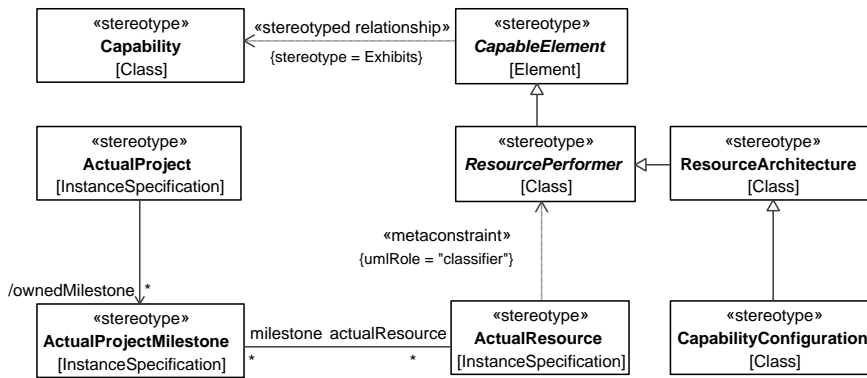 «stereotype»
Capability
[Class]
«stereotyped relationship»
{stereotype = Exhibits}
«stereotype»
CapableElement
[Element]
«stereotype»
ActualProject
[InstanceSpecification]
«stereotype»
ResourcePerformer
[Class]
«stereotype»
ResourceArchitecture
[Class]
«metaconstraint»
{umlRole = "classifier"}
/ownedMilestone *
«stereotype»
ActualProjectMilestone
[InstanceSpecification]
milestone actualResource
* *
«stereotype»
ActualResource
[InstanceSpecification]
«stereotype»
CapabilityConfiguration
[Class]